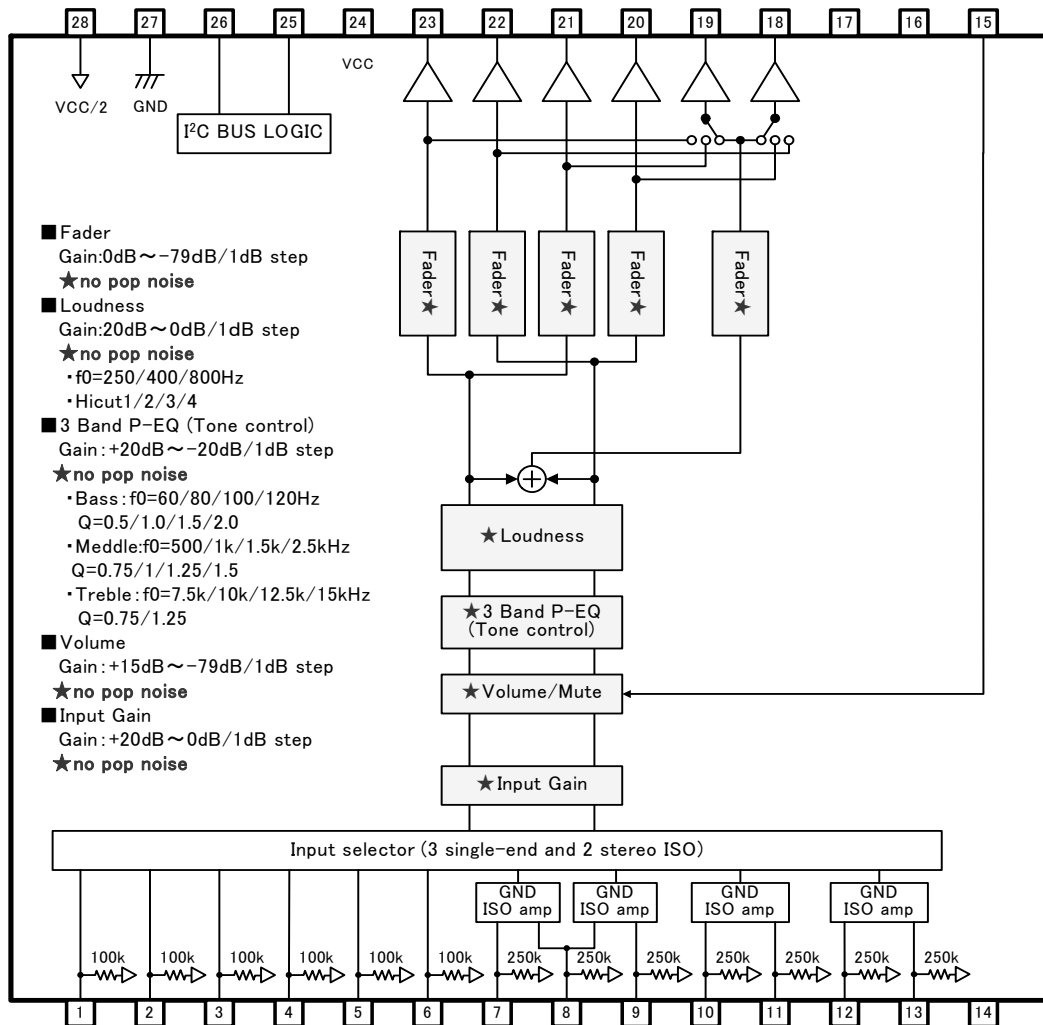 28 27 26 25 24 23 22 21 20 19 18 17 16 15
VCC/2
GND
VCC
I²C BUS LOGIC
■Fader
Gain:0dB～-79dB/1dB step
★no pop noise
■Loudness
Gain:20dB～0dB/1dB step
★no pop noise
・f0=250/400/800Hz
・Hicut1/2/3/4
■3 Band P-EQ (Tone control)
Gain:+20dB～-20dB/1dB step
★no pop noise
・Bass:f0=60/80/100/120Hz
Q=0.5/1.0/1.5/2.0
・Meddle:f0=500/1k/1.5k/2.5kHz
Q=0.75/1/1.25/1.5
・Treble:f0=7.5k/10k/12.5k/15kHz
Q=0.75/1.25
■Volume
Gain:+15dB～-79dB/1dB step
★no pop noise
■Input Gain
Gain:+20dB～0dB/1dB step
★no pop noise
Fader★
Fader★
Fader★
Fader★
Fader★
★Loudness
★3 Band P-EQ
(Tone control)
★Volume/Mute
★Input Gain
Input selector (3 single-end and 2 stereo ISO)
GND
ISO amp
GND
ISO amp
GND
ISO amp
GND
ISO amp
100k 100k 100k 100k 100k 100k 250k 250k 250k 250k 250k 250k 250k
1 2 3 4 5 6 7 8 9 10 11 12 13 14